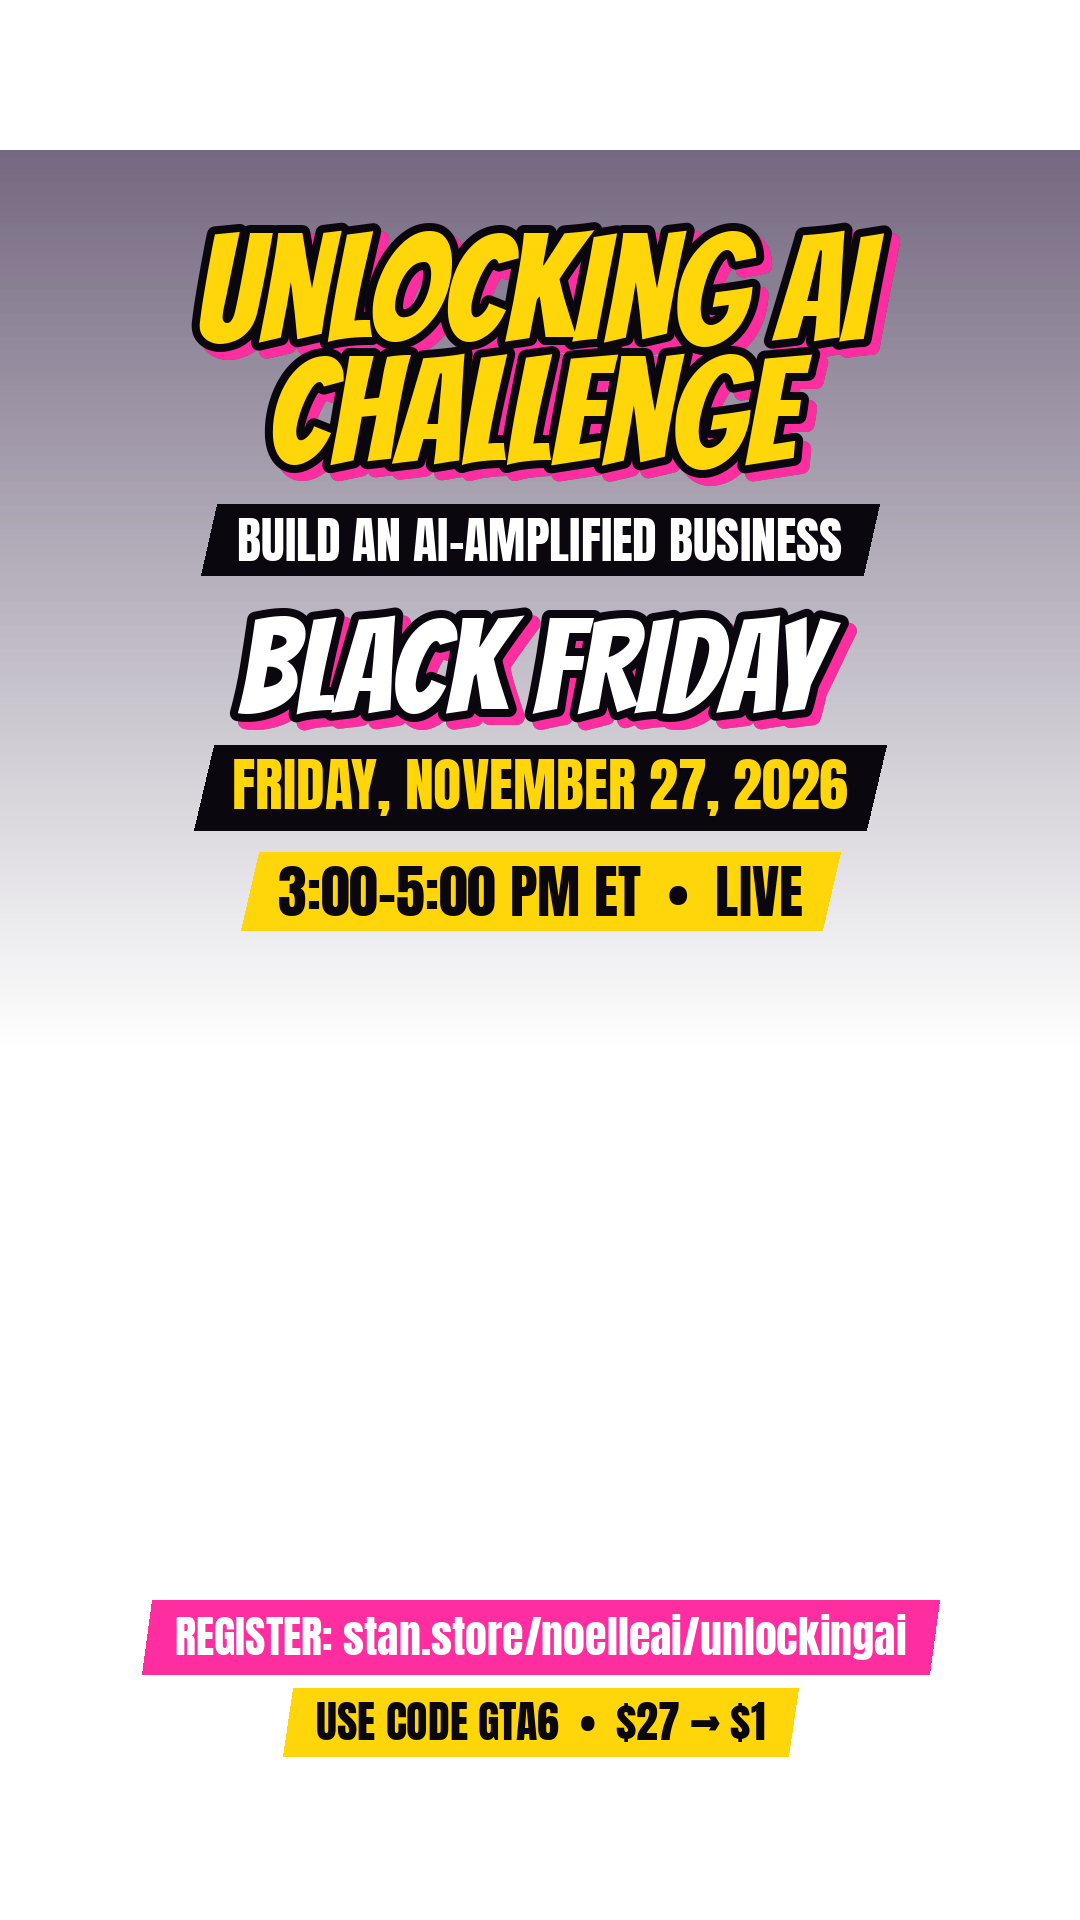 UNLOCKING AI
CHALLENGE
BUILD AN AI-AMPLIFIED BUSINESS
BLACK FRIDAY
FRIDAY, NOVEMBER 27, 2026
3:00-5:00 PM ET • LIVE
REGISTER: stan.store/noelleai/unlockingai
USE CODE GTA6 • $27 → $1